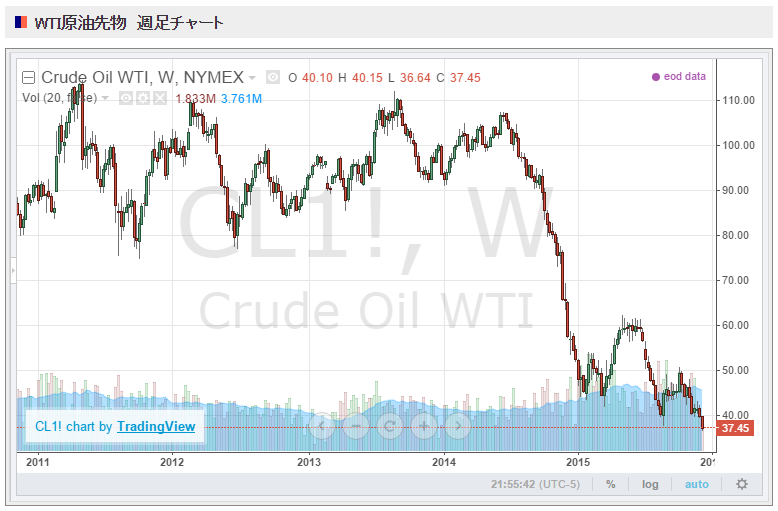 WTI原油先物 週足チャート
Crude Oil WTI, W, NYMEX O 40.10 H 40.15 L 36.64 C 37.45
eod data
Vol (20, false) 1.833M 3.761M
110.00
100.00
90.00
80.00
70.00
60.00
50.00
40.00
37.45
CL1!, W
Crude Oil WTI
CL1! chart by TradingView
2011 2012 2013 2014 2015 201
21:55:42 (UTC-5) % log auto